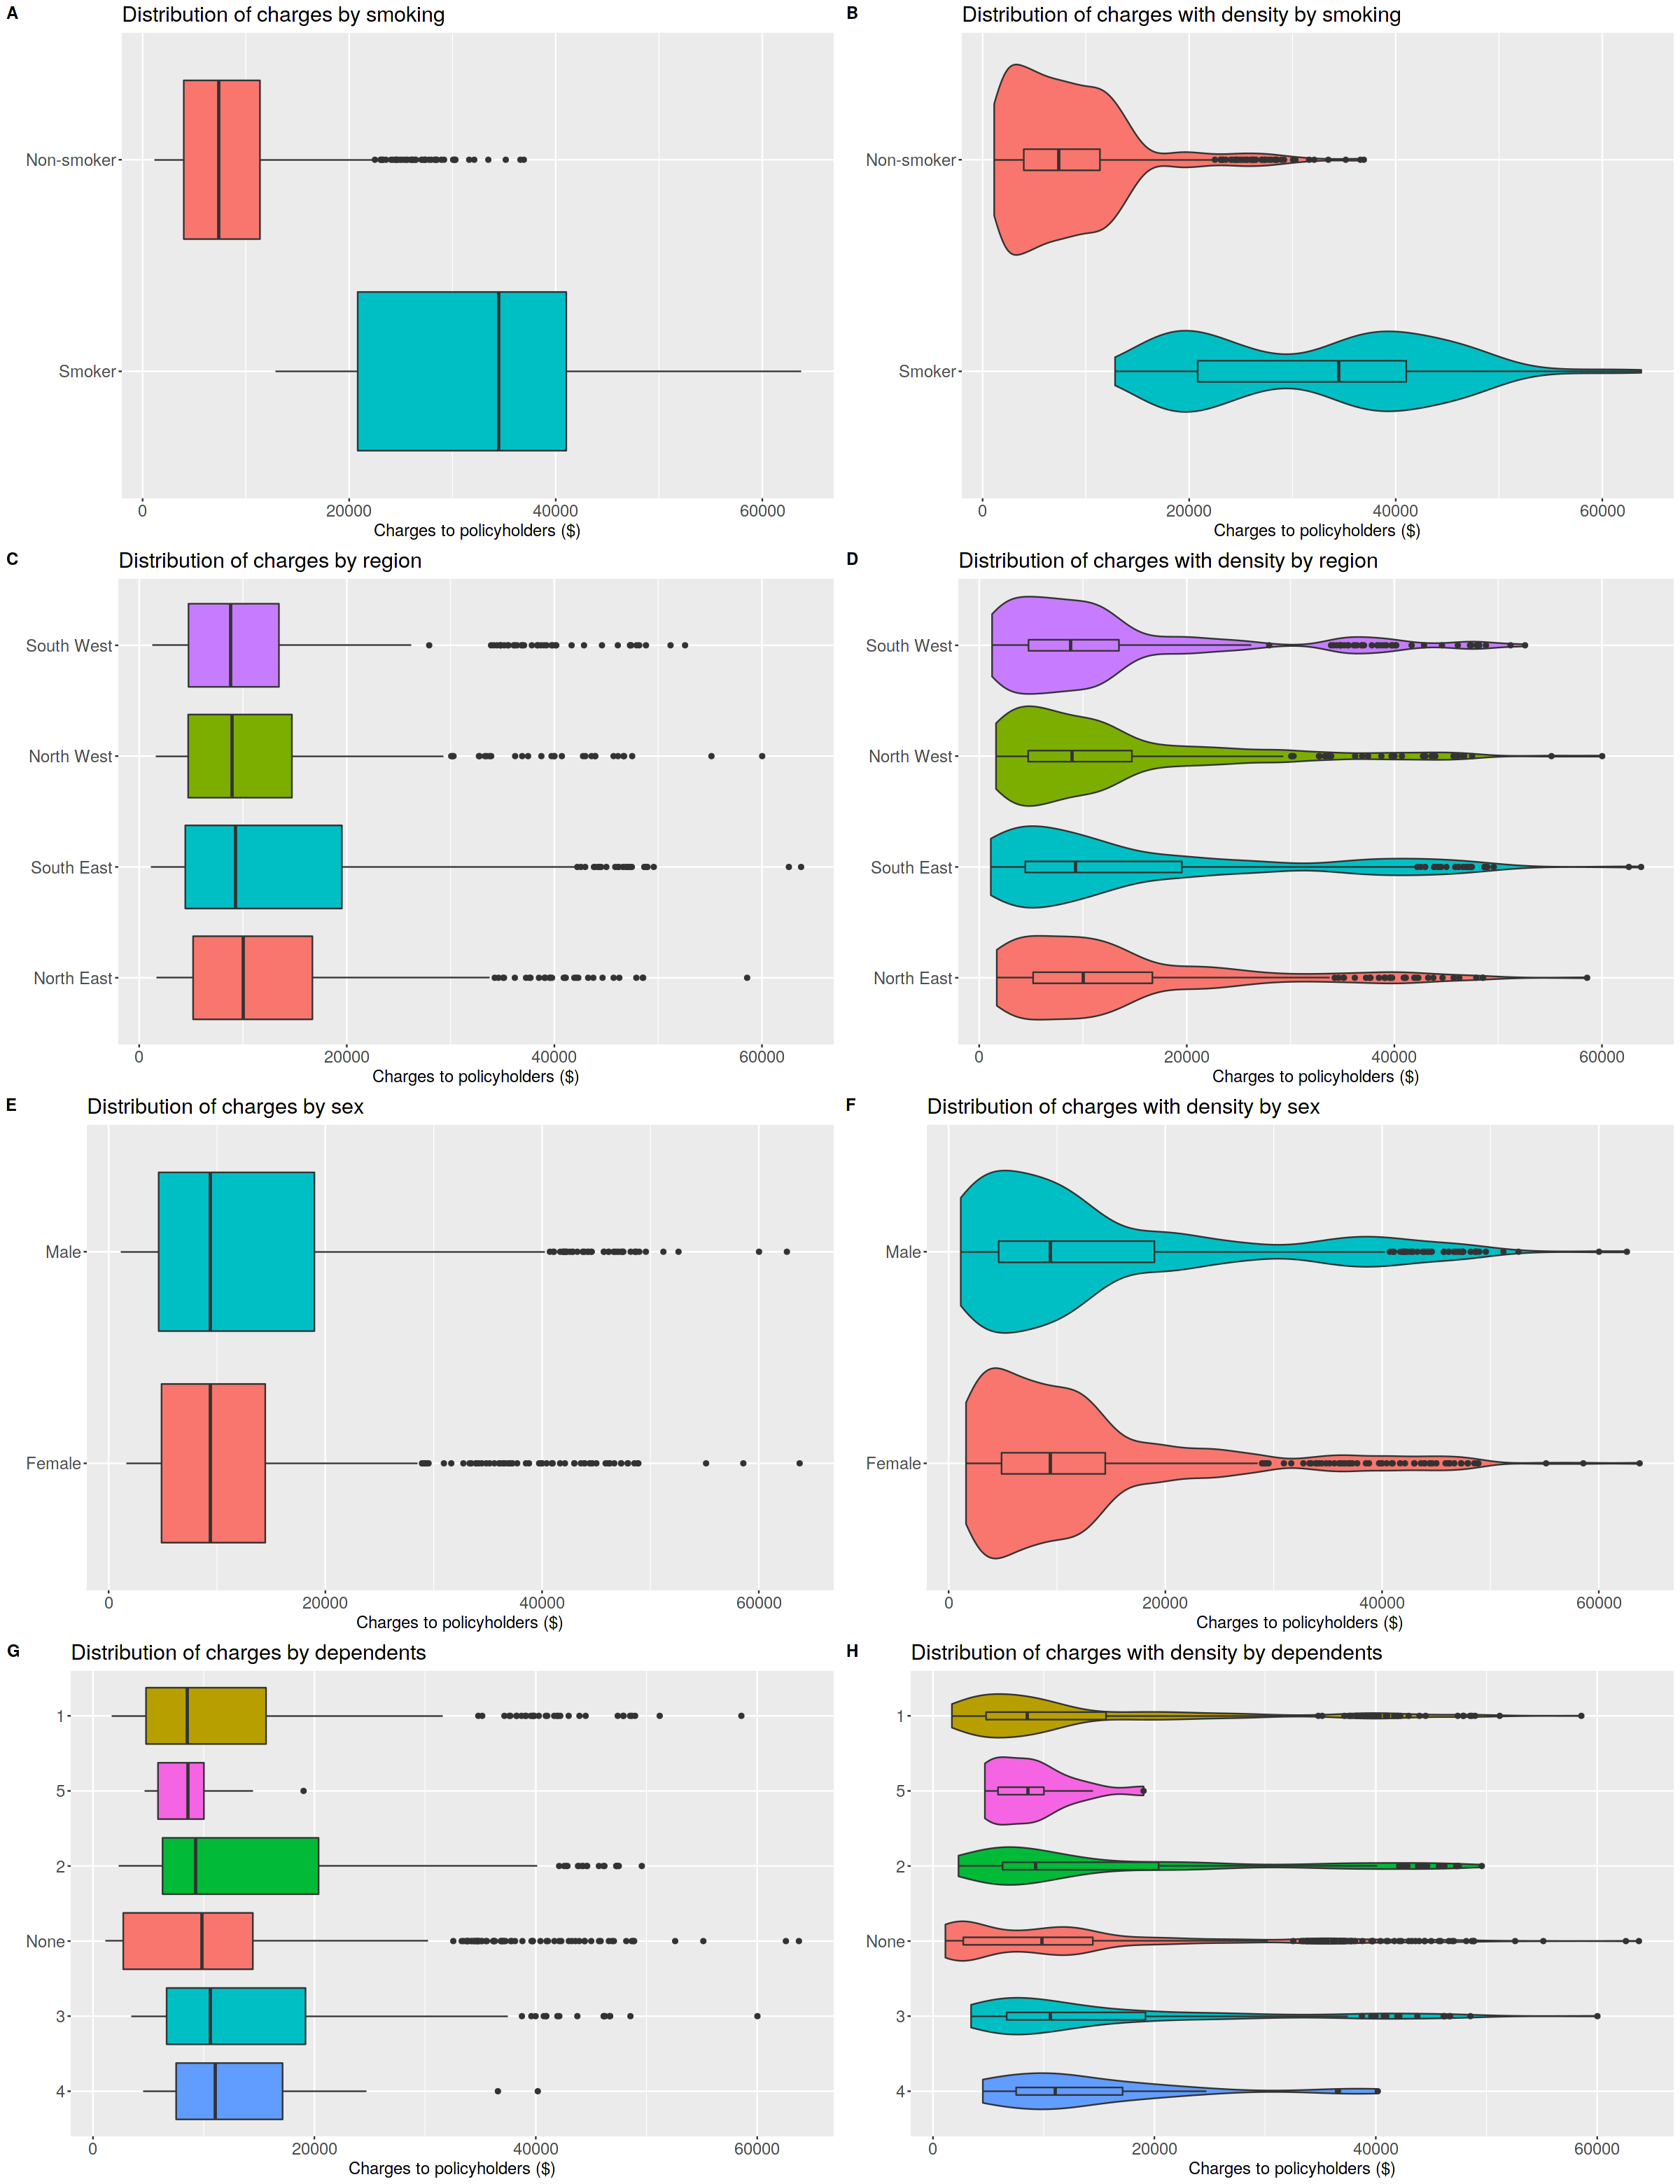 A
Distribution of charges by smoking
Non-smoker
Smoker
0 20000 40000 60000
Charges to policyholders ($)
B
Distribution of charges with density by smoking
Non-smoker
Smoker
0 20000 40000 60000
Charges to policyholders ($)
C
Distribution of charges by region
South West
North West
South East
North East
0 20000 40000 60000
Charges to policyholders ($)
D
Distribution of charges with density by region
South West
North West
South East
North East
0 20000 40000 60000
Charges to policyholders ($)
E
Distribution of charges by sex
Male
Female
0 20000 40000 60000
Charges to policyholders ($)
F
Distribution of charges with density by sex
Male
Female
0 20000 40000 60000
Charges to policyholders ($)
G
Distribution of charges by dependents
1
5
2
None
3
4
0 20000 40000 60000
Charges to policyholders ($)
H
Distribution of charges with density by dependents
1
5
2
None
3
4
0 20000 40000 60000
Charges to policyholders ($)